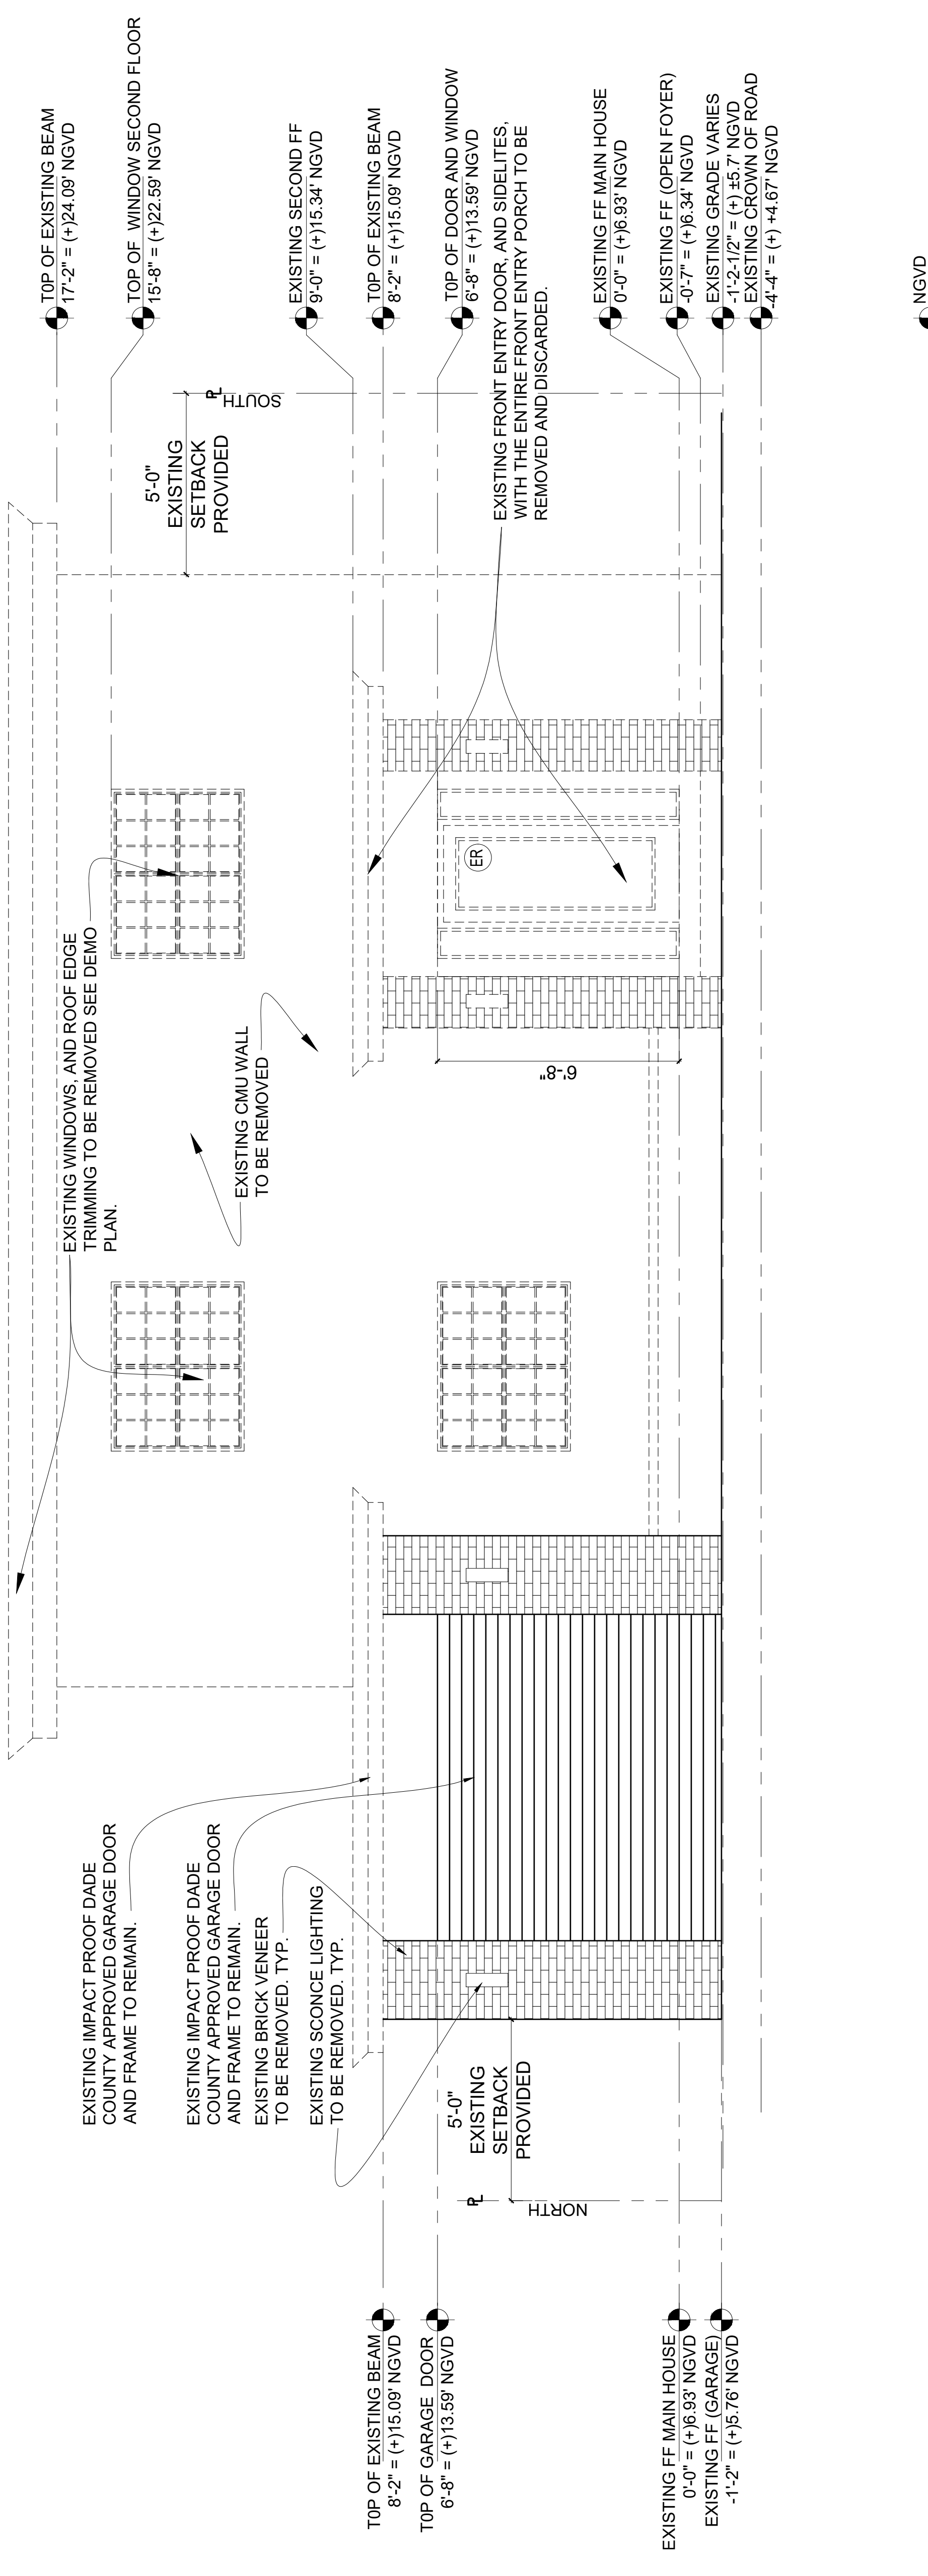 T0P OF EXISTING BEAM
17'-2" = (+)24.09' NGVD
TOP OF WINDOW SECOND FLOOR
15'-8" = (+)22.59' NGVD
EXISTING SECOND FF
9'-0" = (+)15.34' NGVD
T0P OF EXISTING BEAM
8'-2" = (+)15.09' NGVD
T0P OF DOOR AND WINDOW
6'-8" = (+)13.59' NGVD
EXISTING FRONT ENTRY DOOR, AND SIDELITES,
WITH THE ENTIRE FRONT ENTRY PORCH TO BE
REMOVED AND DISCARDED.
EXISTING FF MAIN HOUSE
0'-0" = (+)6.93' NGVD
EXISTING FF (OPEN FOYER)
-0'-7" = (+)6.34' NGVD
EXISTING GRADE VARIES
-1'-2-1/2" = (+) ±5.7' NGVD
EXISTING CROWN OF ROAD
-4'-4" = (+) +4.67' NGVD
NGVD
PL
SOUTH
5'-0"
EXISTING
SETBACK
PROVIDED
EXISTING WINDOWS, AND ROOF EDGE
TRIMMING TO BE REMOVED SEE DEMO
PLAN.
EXISTING CMU WALL
TO BE REMOVED
ER
6'-8"
EXISTING IMPACT PROOF DADE
COUNTY APPROVED GARAGE DOOR
AND FRAME TO REMAIN.
EXISTING IMPACT PROOF DADE
COUNTY APPROVED GARAGE DOOR
AND FRAME TO REMAIN.
EXISTING BRICK VENEER
TO BE REMOVED. TYP.
EXISTING SCONCE LIGHTING
TO BE REMOVED. TYP.
5'-0"
EXISTING
SETBACK
PROVIDED
PL
NORTH
T0P OF EXISTING BEAM
8'-2" = (+)15.09' NGVD
T0P OF GARAGE DOOR
6'-8" = (+)13.59' NGVD
EXISTING FF MAIN HOUSE
0'-0" = (+)6.93' NGVD
EXISTING FF (GARAGE)
-1'-2" = (+)5.76' NGVD